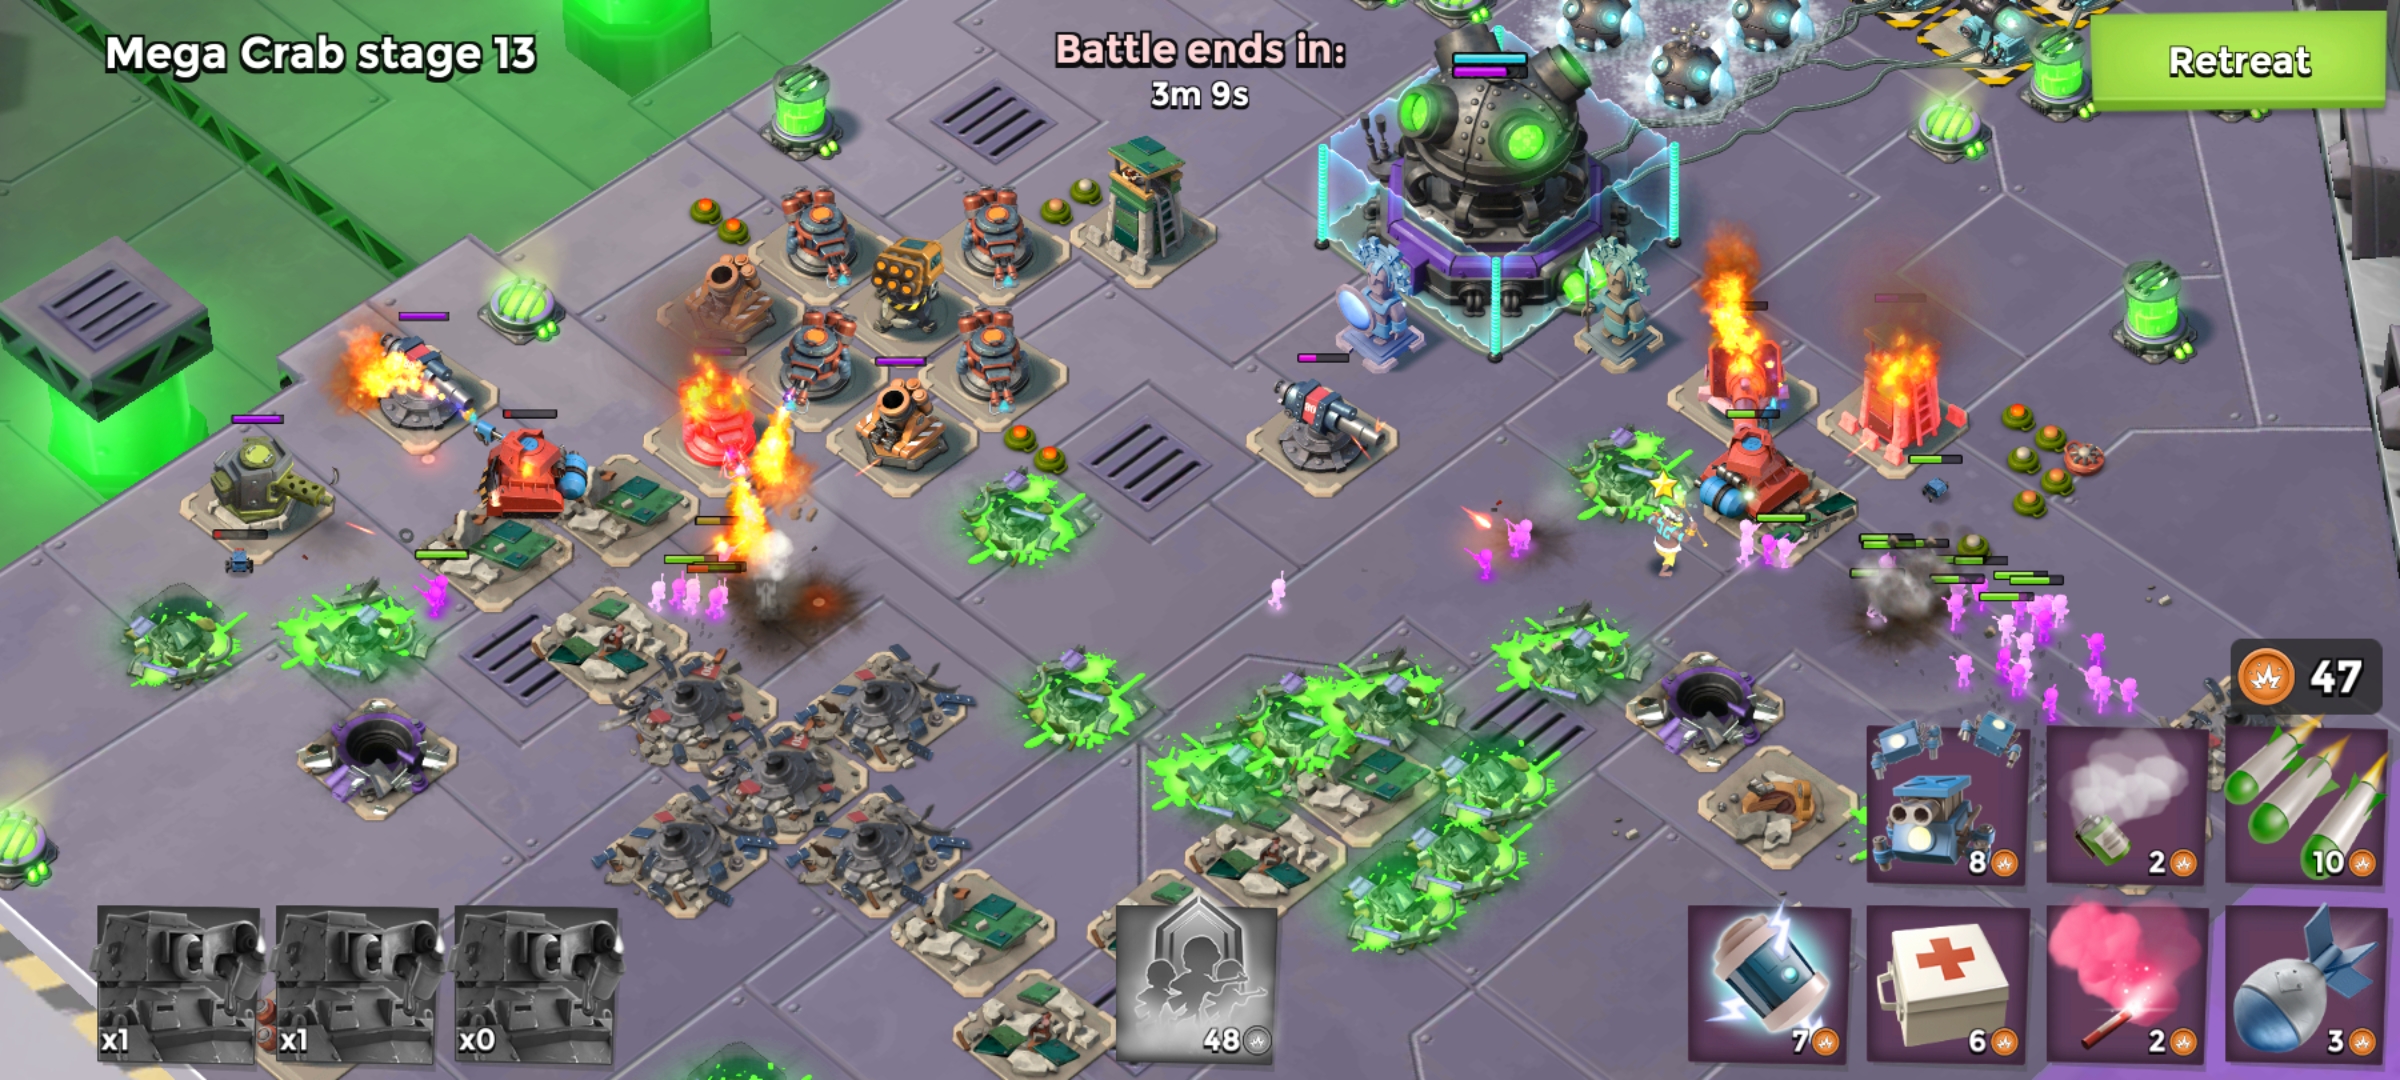 Mega Crab stage 13
Battle ends in:
3m 9s
Retreat
47
8
2
10
x1
x1
x0
48
7
6
2
3